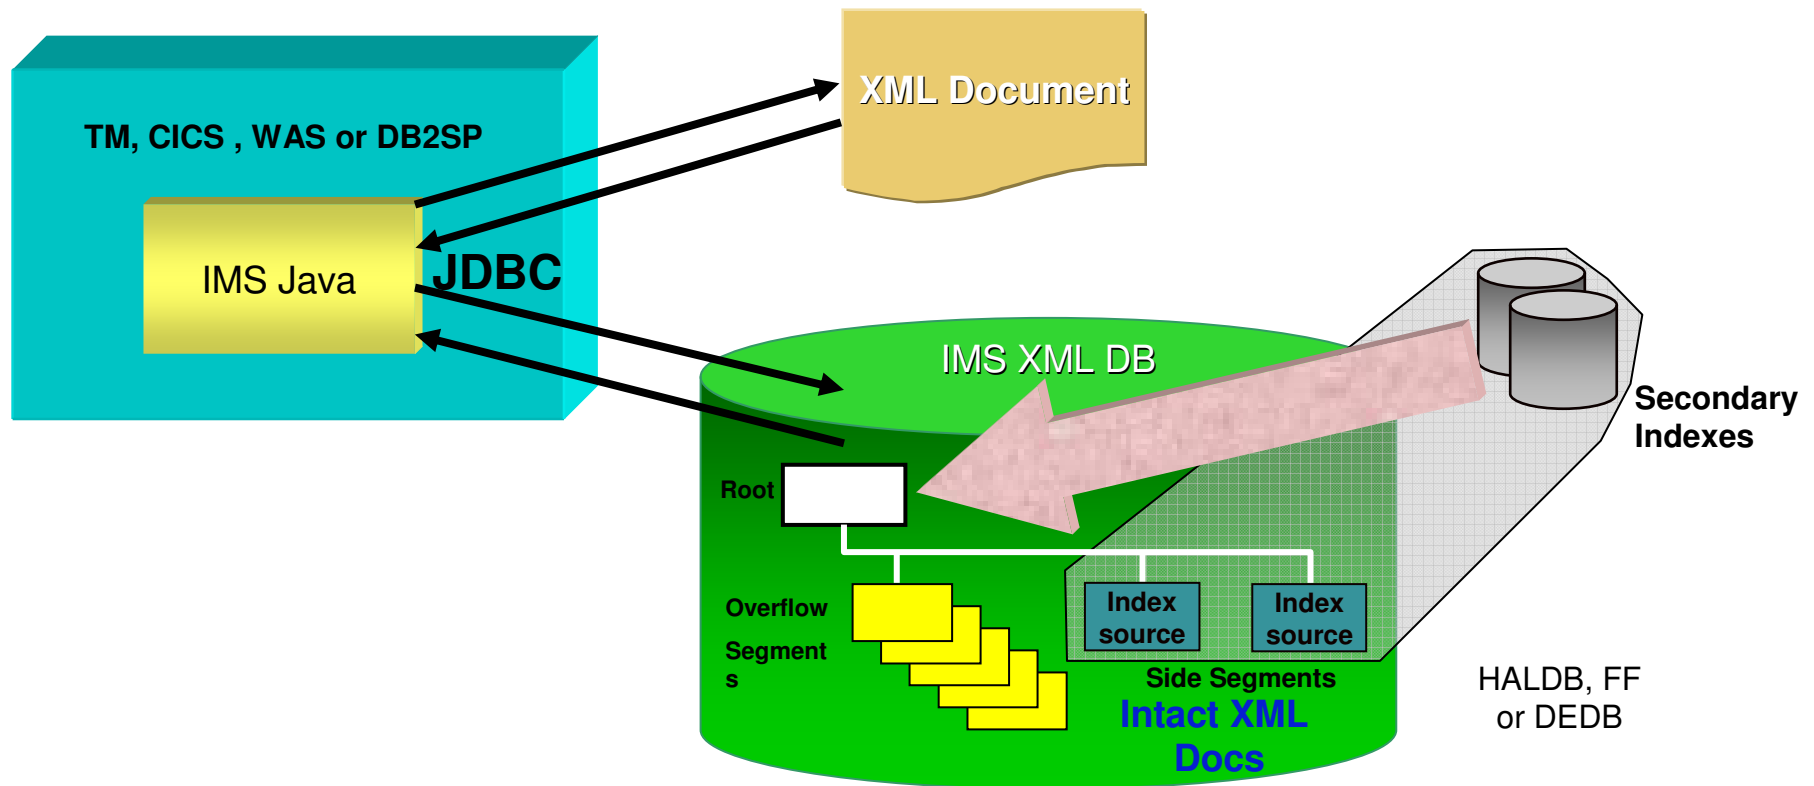 XML Document
TM, CICS , WAS or DB2SP
IMS Java
JDBC
IMS XML DB
Secondary
Indexes
Root
Overflow
Segment
s
Index
source
Index
source
Side Segments
Intact XML
Docs
HALDB, FF
or DEDB